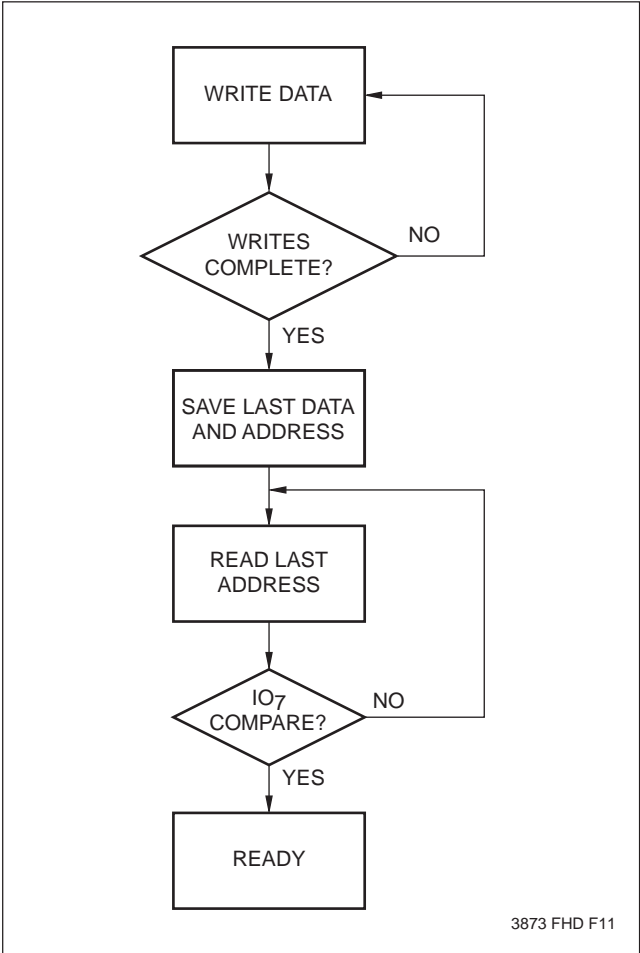 WRITE DATA
WRITES
COMPLETE?
NO
YES
SAVE LAST DATA
AND ADDRESS
READ LAST
ADDRESS
IO7
COMPARE?
NO
YES
READY
3873 FHD F11